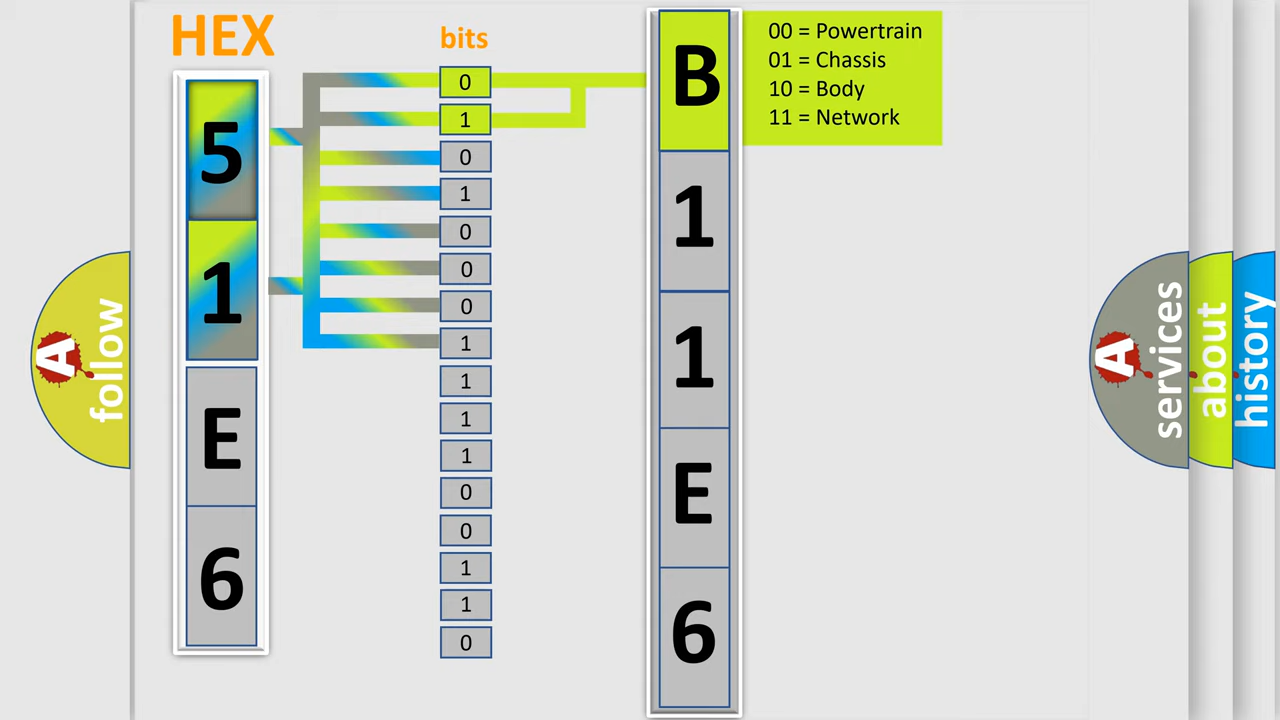 HEX
bits
5
1
E
6
0
1
0
1
0
0
0
1
1
1
1
0
0
1
1
0
B
1
1
E
6
00 = Powertrain
01 = Chassis
10 = Body
11 = Network
A
follow
A
services
about
history